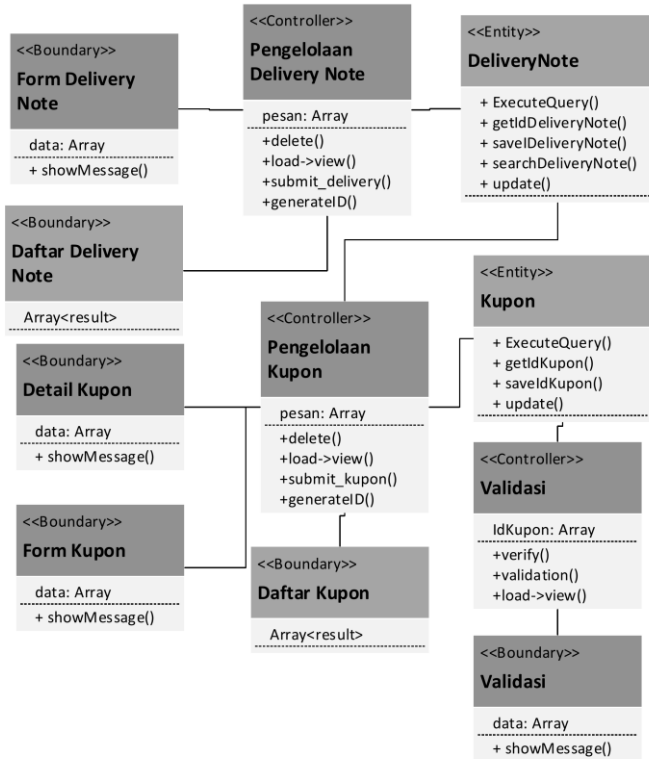 <<Boundary>>
Form Delivery
Note
data: Array
+ showMessage()
<<Controller>>
Pengelolaan
Delivery Note
pesan: Array
+delete()
+load->view()
+submit_delivery()
+generateID()
<<Entity>>
DeliveryNote
+ ExecuteQuery()
+ getIdDeliveryNote()
+ saveIDeliveryNote()
+ searchDeliveryNote()
+ update()
<<Boundary>>
Daftar Delivery
Note
Array<result>
<<Boundary>>
Detail Kupon
data: Array
+ showMessage()
<<Controller>>
Pengelolaan
Kupon
pesan: Array
+delete()
+load->view()
+submit_kupon()
+generateID()
<<Entity>>
Kupon
+ ExecuteQuery()
+ getIdKupon()
+ saveIdKupon()
+ update()
<<Boundary>>
Form Kupon
data: Array
+ showMessage()
<<Boundary>>
Daftar Kupon
Array<result>
<<Controller>>
Validasi
IdKupon: Array
+verify()
+validation()
+load->view()
<<Boundary>>
Validasi
data: Array
+ showMessage()